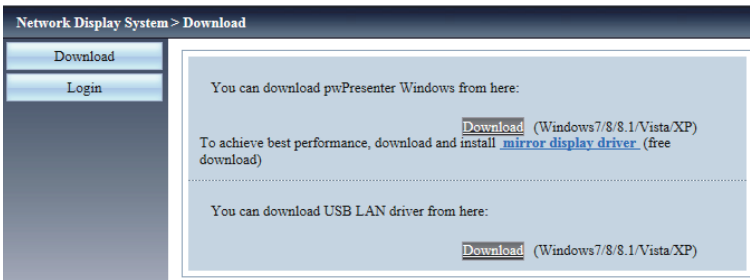 Network Display System > Download
Download
Login
You can download pwPresenter Windows from here:
Download (Windows7/8/8.1/Vista/XP)
To achieve best performance, download and install mirror display driver (free
download)
You can download USB LAN driver from here:
Download (Windows7/8/8.1/Vista/XP)